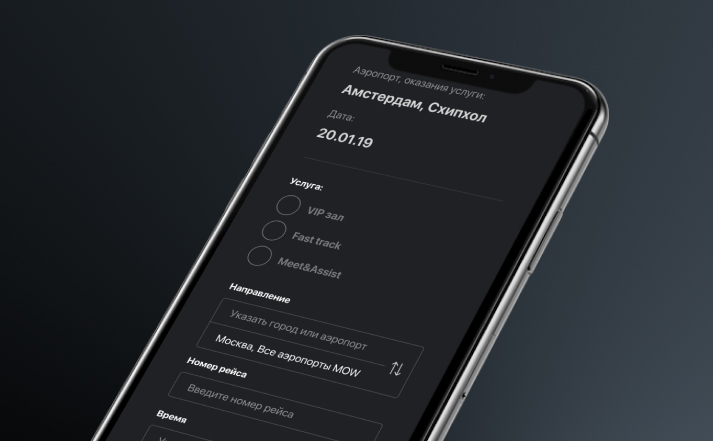 Аэропорт, оказания услуги:
Амстердам, Схипхол
Дата:
20.01.19
Услуга:
VIP зал
Fast track
Meet&Assist
Направление
Указать город или аэропорт
Москва, Все аэропорты MOW
Номер рейса
Введите номер рейса
Время